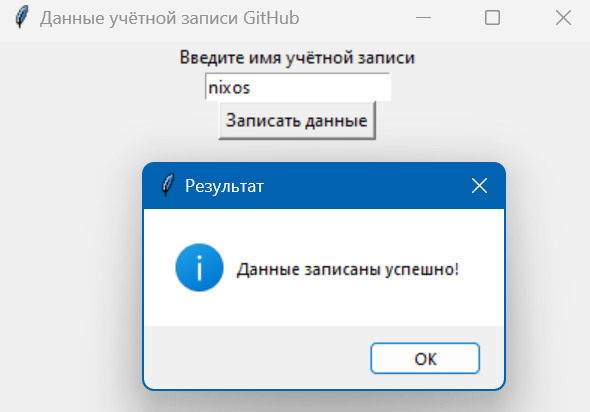 Данные учётной записи GitHub
Введите имя учётной записи
nixos
Записать данные
Результат
Данные записаны успешно!
OK